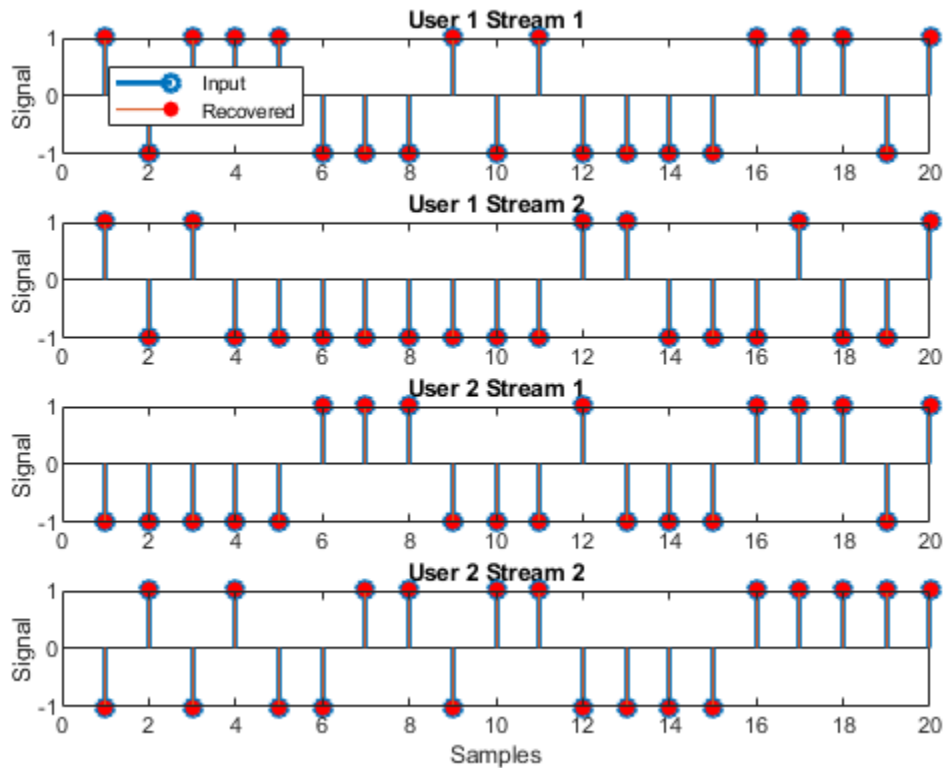 User 1 Stream 1
1
0
-1
Signal
Input
Recovered
0 2 4 6 8 10 12 14 16 18 20
User 1 Stream 2
1
0
-1
Signal
0 2 4 6 8 10 12 14 16 18 20
User 2 Stream 1
1
0
-1
Signal
0 2 4 6 8 10 12 14 16 18 20
User 2 Stream 2
1
0
-1
Signal
0 2 4 6 8 10 12 14 16 18 20
Samples